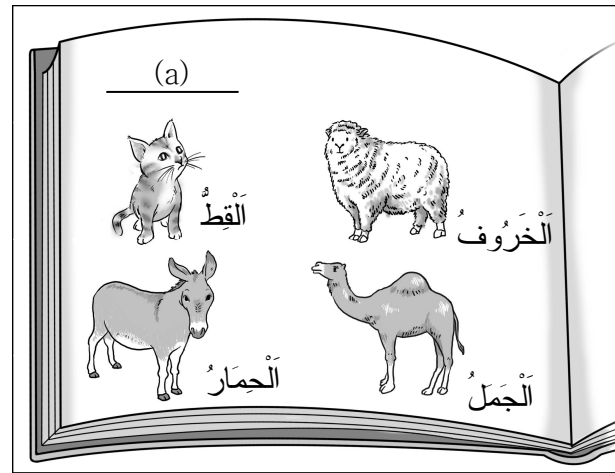 (a)
اَلْقِطُّ
اَلْخَرُوفُ
اَلْحِمَارُ
اَلْجَمَلُ